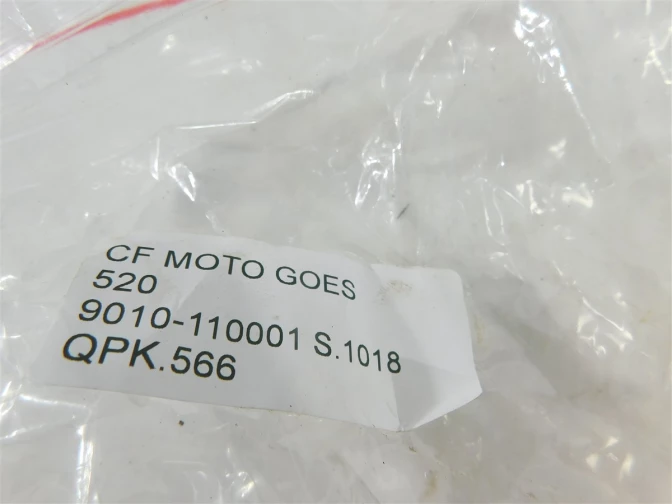 CF MOTO GOES
520
9010-110001 S.1018
QPK.566